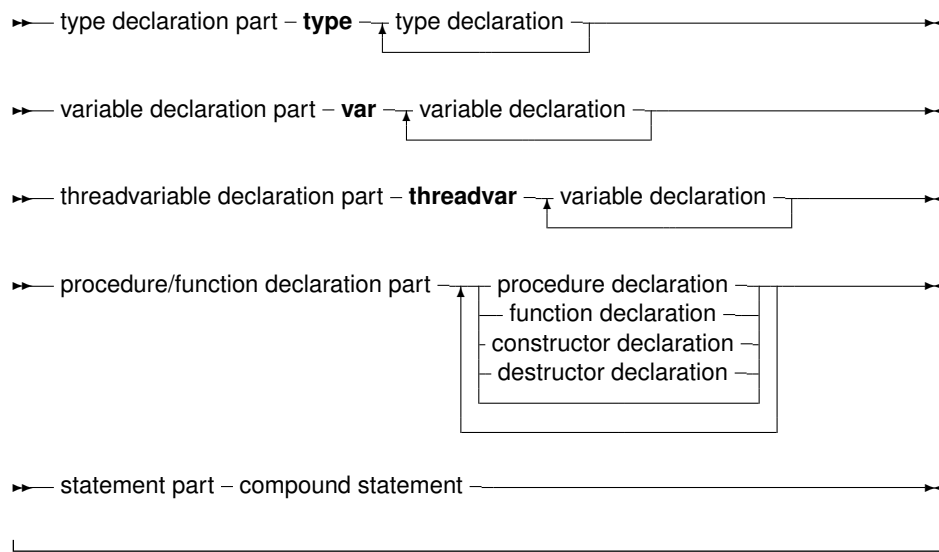 type declaration part – type – type declaration –
variable declaration part – var – variable declaration –
threadvariable declaration part – threadvar – variable declaration –
procedure/function declaration part – procedure declaration
function declaration
constructor declaration
destructor declaration
statement part – compound statement –